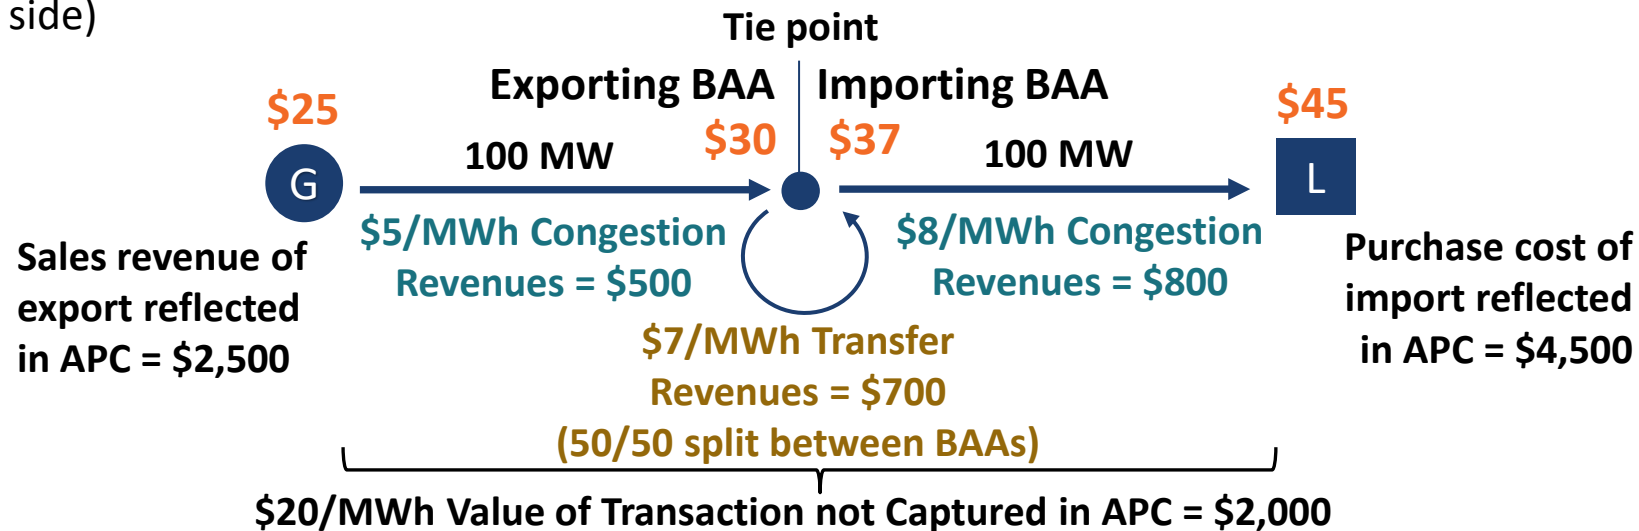 side)
Tie point
Exporting BAA
Importing BAA
$25
$30
$37
$45
100 MW
100 MW
G
L
$5/MWh Congestion
Revenues = $500
$8/MWh Congestion
Revenues = $800
Sales revenue of
export reflected
in APC = $2,500
Purchase cost of
import reflected
in APC = $4,500
$7/MWh Transfer
Revenues = $700
(50/50 split between BAAs)
$20/MWh Value of Transaction not Captured in APC = $2,000